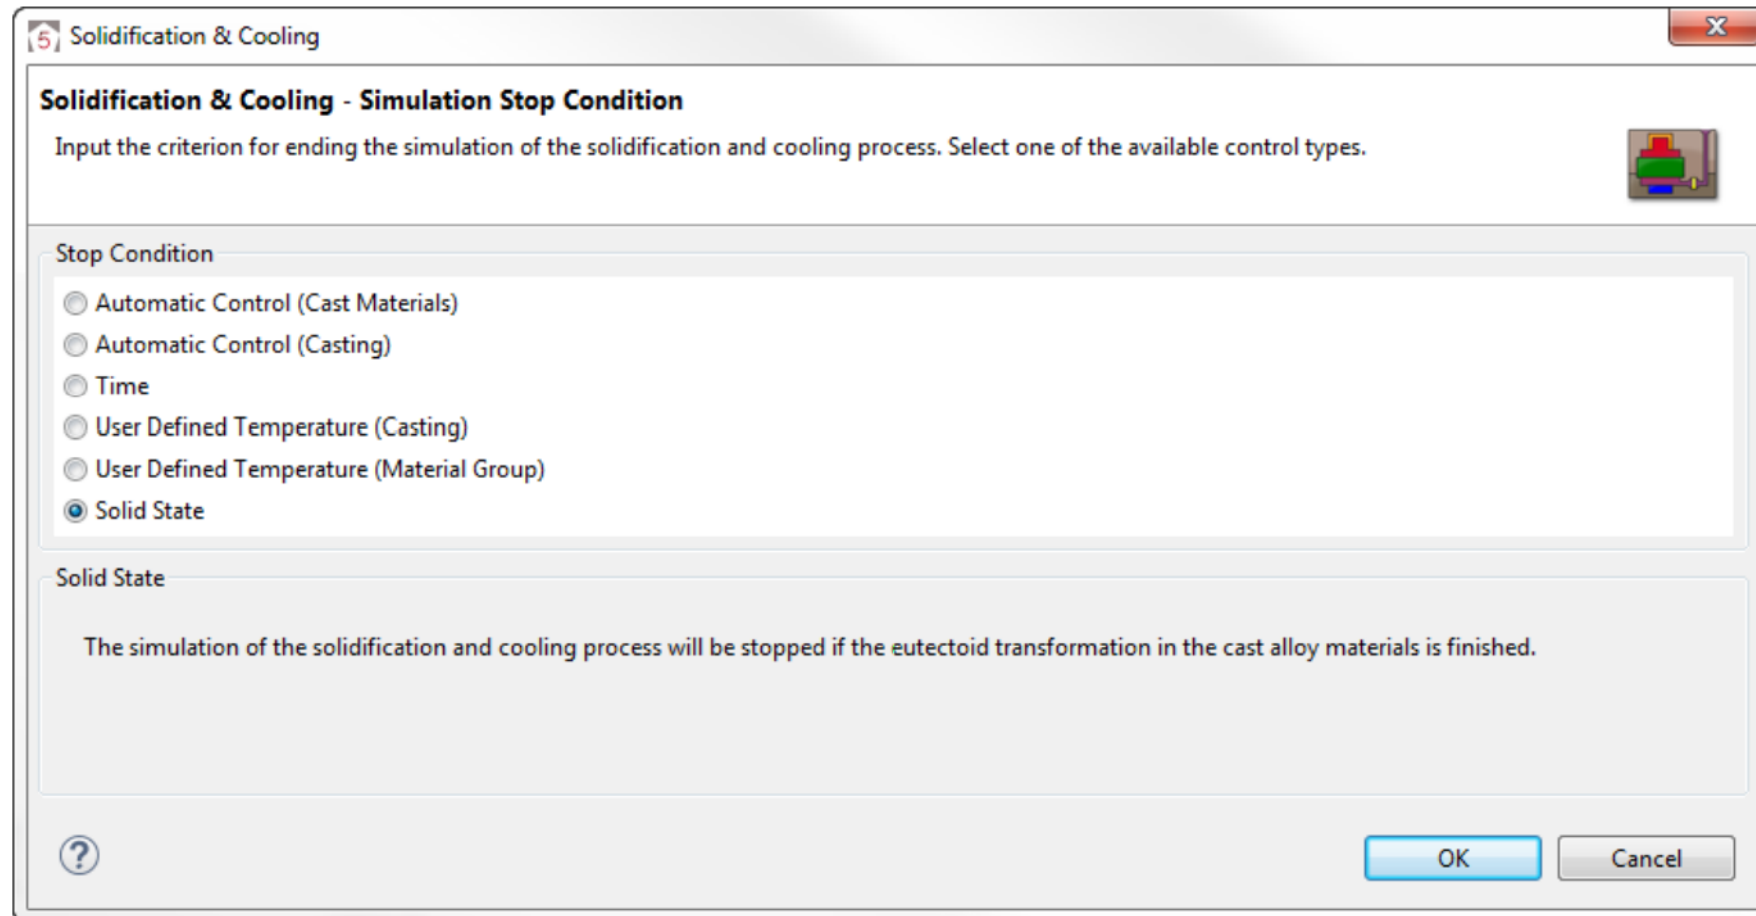 5 Solidification & Cooling
X
Solidification & Cooling - Simulation Stop Condition
Input the criterion for ending the simulation of the solidification and cooling process. Select one of the available control types.
Stop Condition
Automatic Control (Cast Materials)
Automatic Control (Casting)
Time
User Defined Temperature (Casting)
User Defined Temperature (Material Group)
Solid State
Solid State
The simulation of the solidification and cooling process will be stopped if the eutectoid transformation in the cast alloy materials is finished.
?
OK
Cancel